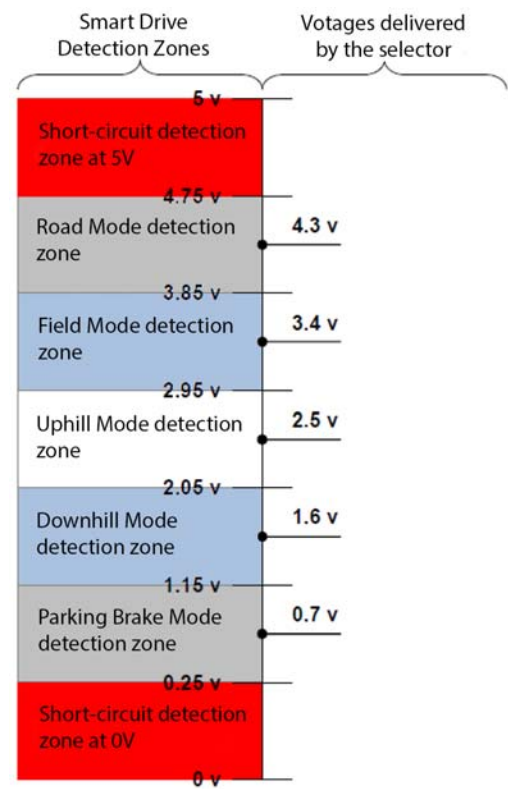 Smart Drive
Detection Zones
Votages delivered
by the selector
5 v
Short-circuit detection
zone at 5V
4.75 v
Road Mode detection
zone
4.3 v
3.85 v
Field Mode detection
zone
3.4 v
2.95 v
Uphill Mode detection
zone
2.5 v
2.05 v
Downhill Mode
detection zone
1.6 v
1.15 v
Parking Brake Mode
detection zone
0.7 v
0.25 v
Short-circuit detection
zone at 0V
0 v